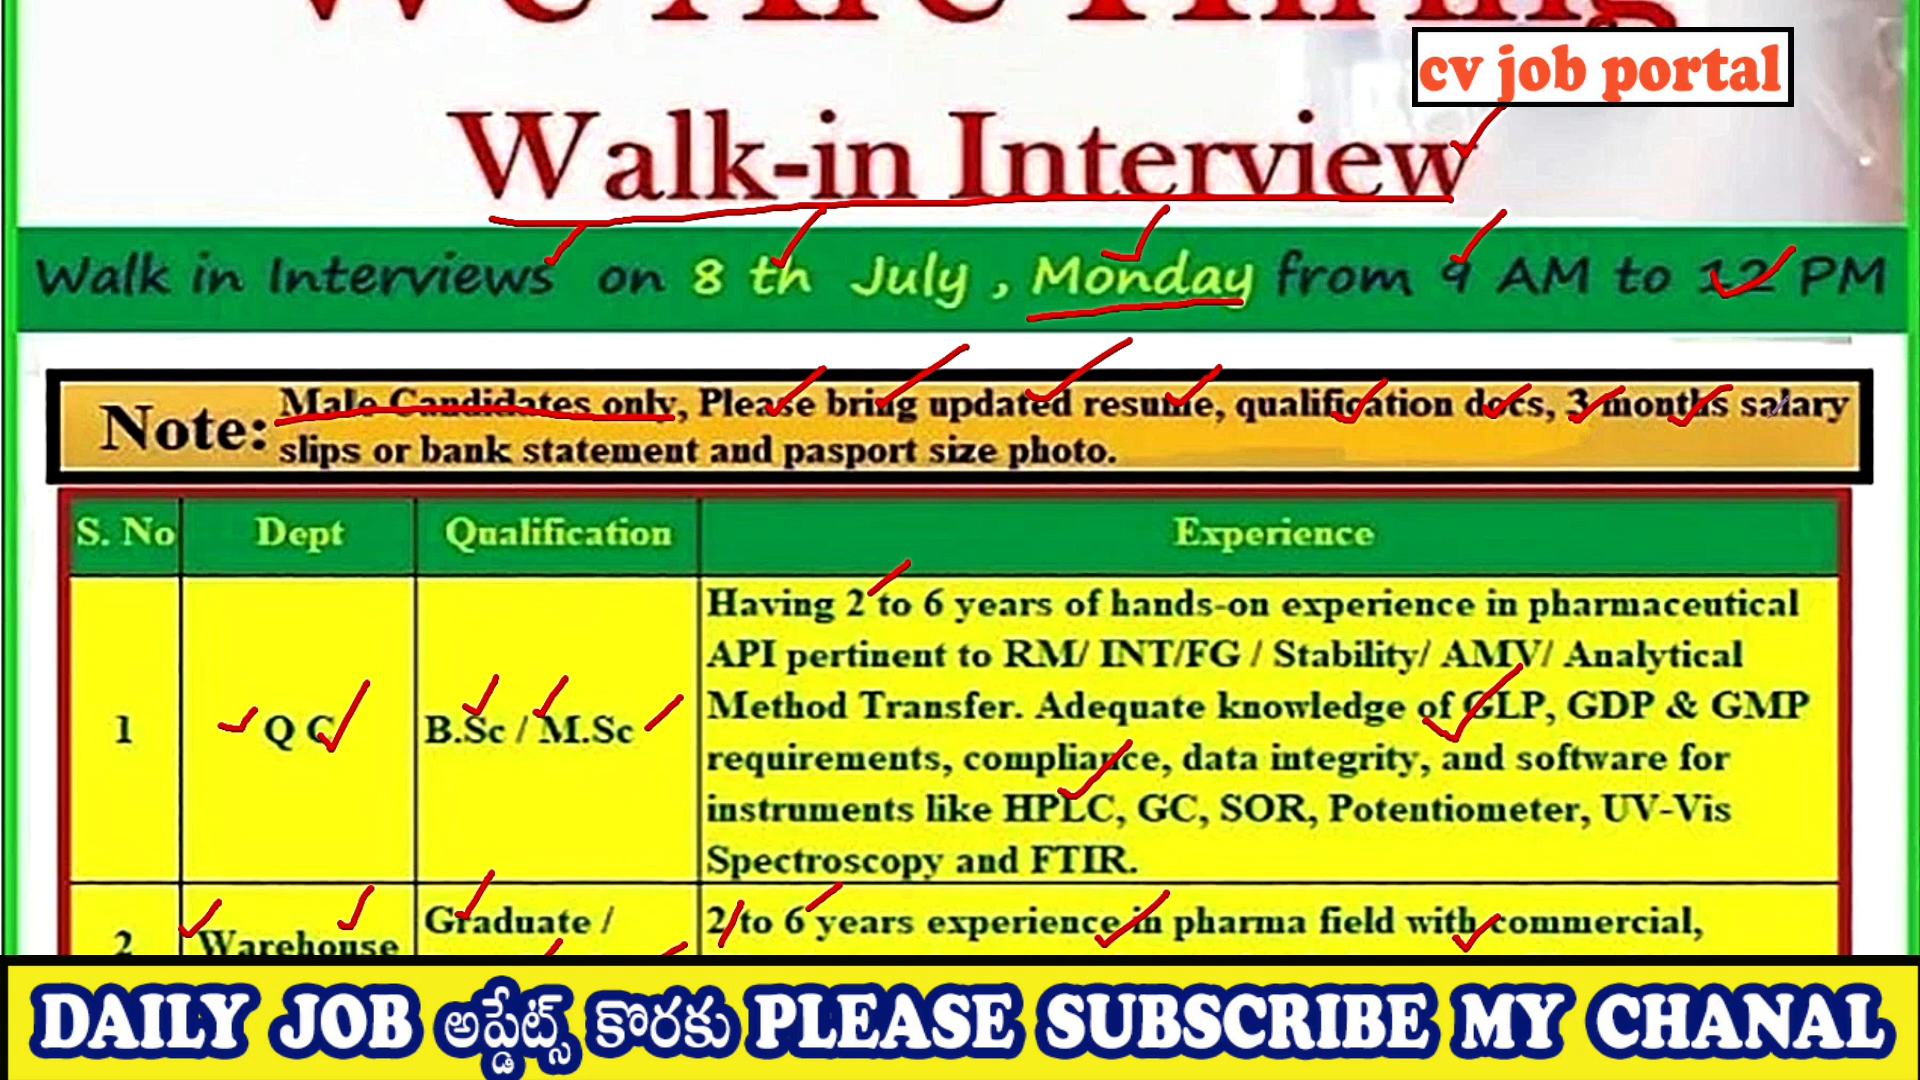 We Are Hiring
cv job portal
Walk-in Interview
Walk in Interviews on 8 th July , Monday from 9 AM to 12 PM
Note: Male Candidates only, Please bring updated resume, qualification docs, 3 months salary
slips or bank statement and pasport size photo.
S. No Dept Qualification Experience
1 Q C B.Sc / M.Sc
Having 2 to 6 years of hands-on experience in pharmaceutical
API pertinent to RM/ INT/FG / Stability/ AMV/ Analytical
Method Transfer. Adequate knowledge of GLP, GDP & GMP
requirements, compliance, data integrity, and software for
instruments like HPLC, GC, SOR, Potentiometer, UV-Vis
Spectroscopy and FTIR.
2 Warehouse Graduate /
2 to 6 years experience in pharma field with commercial,
DAILY JOB అప్డేట్స్ కొరకు PLEASE SUBSCRIBE MY CHANAL